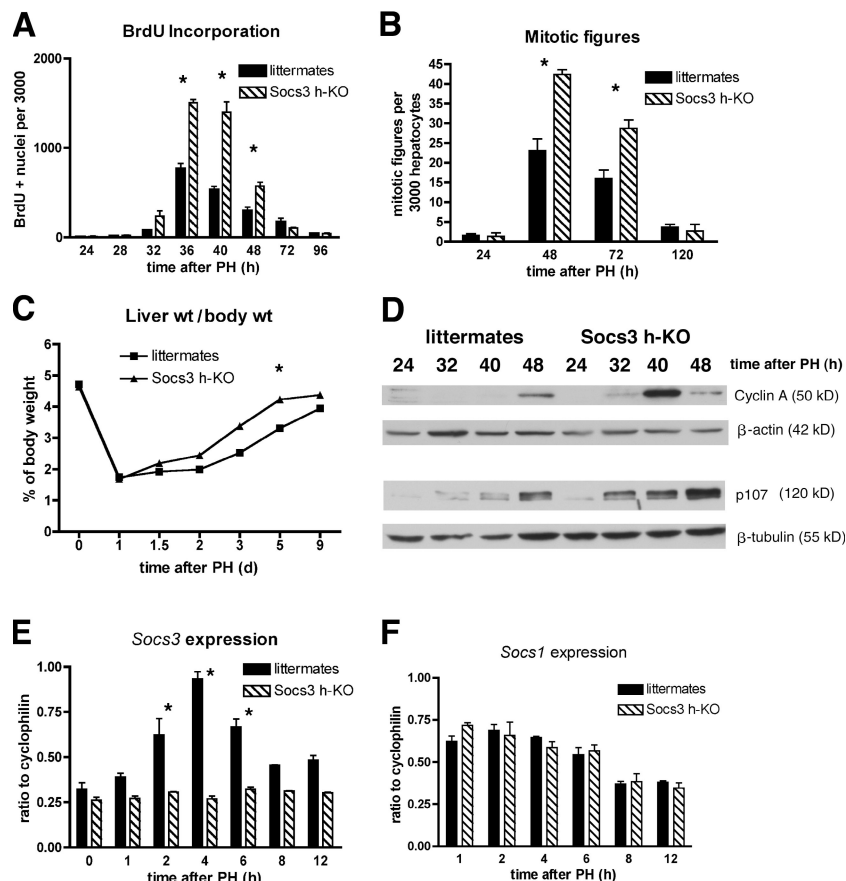 A
BrdU Incorporation
BrdU + nuclei per 3000
2000
1000
0
littermates
Socs3 h-KO
* * *
24 28 32 36 40 48 72 96
time after PH (h)
B
Mitotic figures
mitotic figures per
3000 hepatocytes
45
40
35
30
25
20
15
10
5
0
littermates
Socs3 h-KO
* *
24 48 72 120
time after PH (h)
C
Liver wt / body wt
% of body weight
6
5
4
3
2
1
0
littermates
Socs3 h-KO
*
0 1 1.5 2 3 5 9
time after PH (d)
D
littermates Socs3 h-KO
24 32 40 48 24 32 40 48 time after PH (h)
Cyclin A (50 kD)
β-actin (42 kD)
p107 (120 kD)
β-tubulin (55 kD)
E
Socs3 expression
ratio to cyclophilin
1.00
0.75
0.50
0.25
0.00
littermates
Socs3 h-KO
* * *
0 1 2 4 6 8 12
time after PH (h)
F
Socs1 expression
ratio to cyclophilin
1.00
0.75
0.50
0.25
0.00
littermates
Socs3 h-KO
1 2 4 6 8 12
time after PH (h)